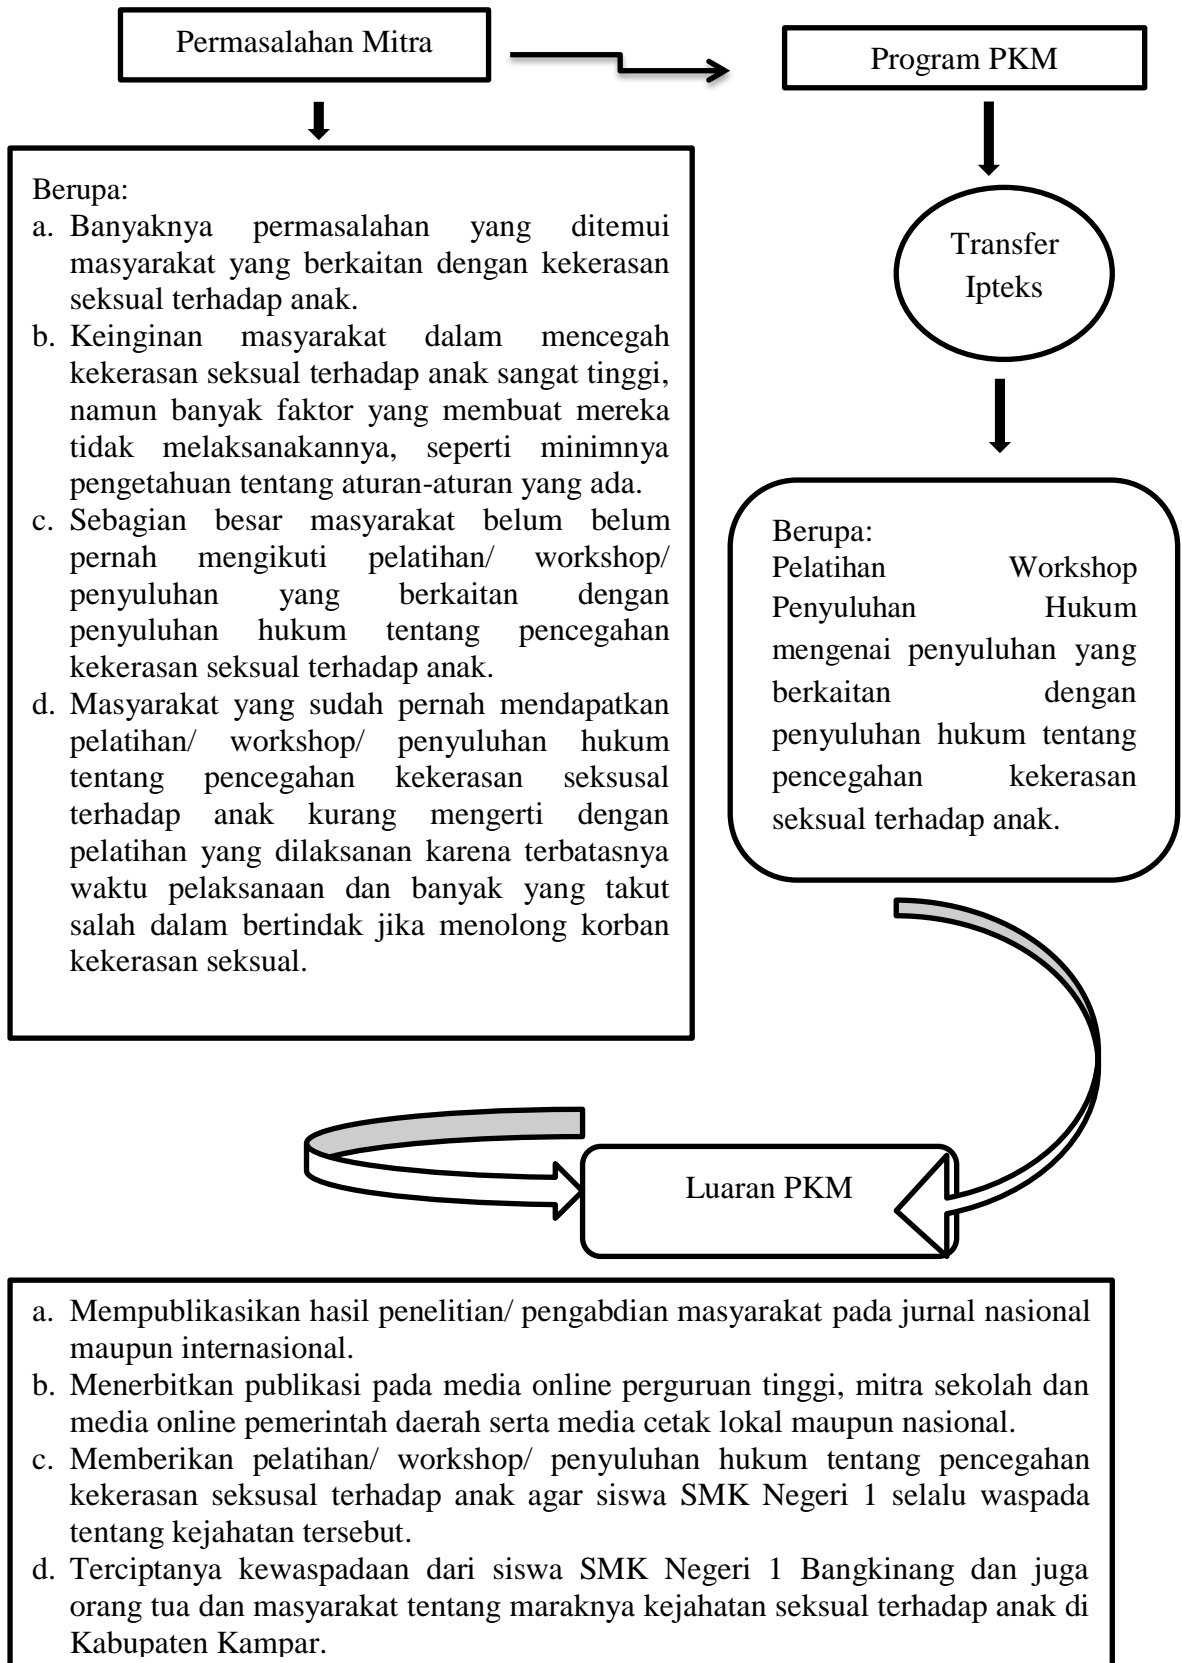 Permasalahan Mitra
Program PKM
Berupa:
a. Banyaknya permasalahan yang ditemui
masyarakat yang berkaitan dengan kekerasan
seksual terhadap anak.
b. Keinginan masyarakat dalam mencegah
kekerasan seksual terhadap anak sangat tinggi,
namun banyak faktor yang membuat mereka
tidak melaksanakannya, seperti minimnya
pengetahuan tentang aturan-aturan yang ada.
c. Sebagian besar masyarakat belum belum
pernah mengikuti pelatihan/ workshop/
penyuluhan yang berkaitan dengan
penyuluhan hukum tentang pencegahan
kekerasan seksual terhadap anak.
d. Masyarakat yang sudah pernah mendapatkan
pelatihan/ workshop/ penyuluhan hukum
tentang pencegahan kekerasan seksusal
terhadap anak kurang mengerti dengan
pelatihan yang dilaksanan karena terbatasnya
waktu pelaksanaan dan banyak yang takut
salah dalam bertindak jika menolong korban
kekerasan seksual.
Transfer
Ipteks
Berupa:
Pelatihan Workshop
Penyuluhan Hukum
mengenai penyuluhan yang
berkaitan dengan
penyuluhan hukum tentang
pencegahan kekerasan
seksual terhadap anak.
Luaran PKM
a. Mempublikasikan hasil penelitian/ pengabdian masyarakat pada jurnal nasional
maupun internasional.
b. Menerbitkan publikasi pada media online perguruan tinggi, mitra sekolah dan
media online pemerintah daerah serta media cetak lokal maupun nasional.
c. Memberikan pelatihan/ workshop/ penyuluhan hukum tentang pencegahan
kekerasan seksusal terhadap anak agar siswa SMK Negeri 1 selalu waspada
tentang kejahatan tersebut.
d. Terciptanya kewaspadaan dari siswa SMK Negeri 1 Bangkinang dan juga
orang tua dan masyarakat tentang maraknya kejahatan seksual terhadap anak di
Kabupaten Kampar.